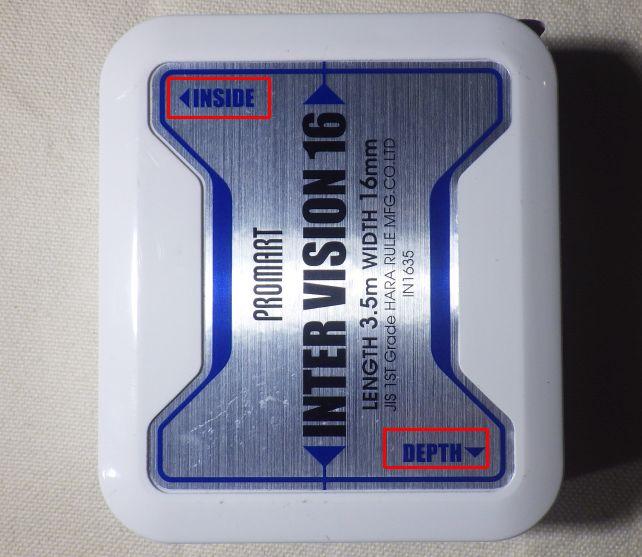 INSIDE
PROMART
INTER VISION 16
LENGTH 3.5m WIDTH 16mm
JIS 1ST Grade HARA RULE MFG.CO.LTD
IN1635
DEPTH